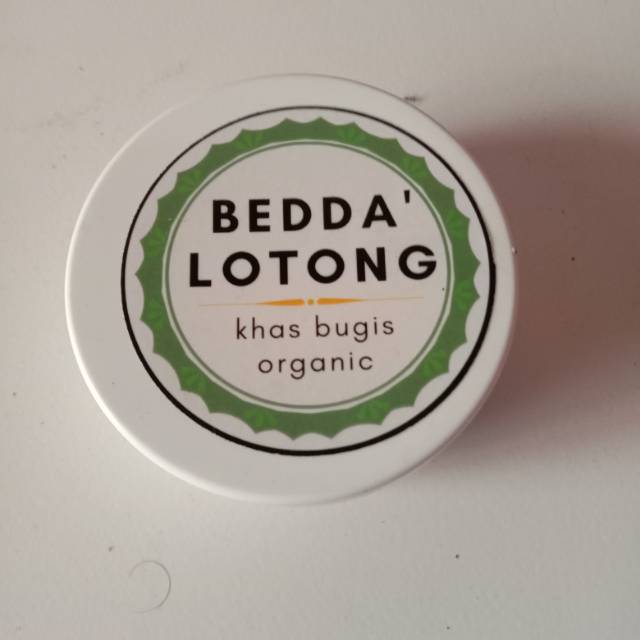 BEDDA'
LOTONG
khas bugis
organic